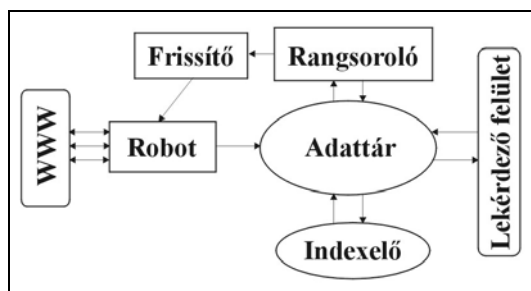 Frissítő
Rangsoroló
WWW
Robot
Adattár
Lekérdező felület
Indexelő